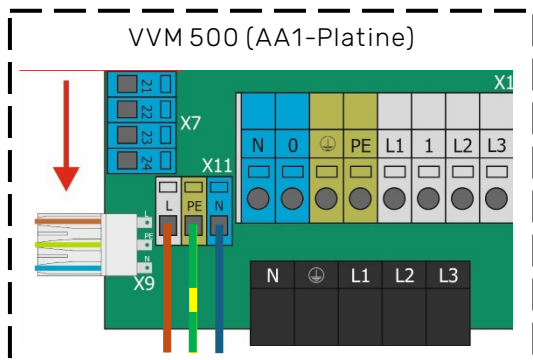 VVM 500 (AA1-Platine)
X1
21
22
23
24
X7
X11
N 0 PE L1 1 L2 L3
L PE N
L
PE
N
X9
N L1 L2 L3